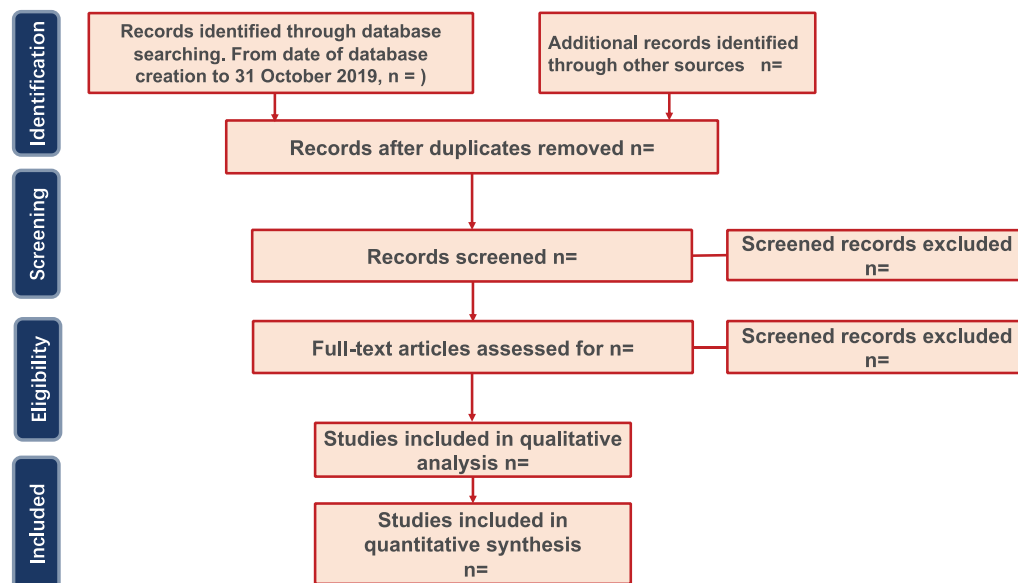 Identification
Records identified through database
searching. From date of database
creation to 31 October 2019, n = )
Additional records identified
through other sources n=
Records after duplicates removed n=
Screening
Records screened n=
Screened records excluded
n=
Eligibility
Full-text articles assessed for n=
Screened records excluded
n=
Studies included in qualitative
analysis n=
Included
Studies included in
quantitative synthesis
n=